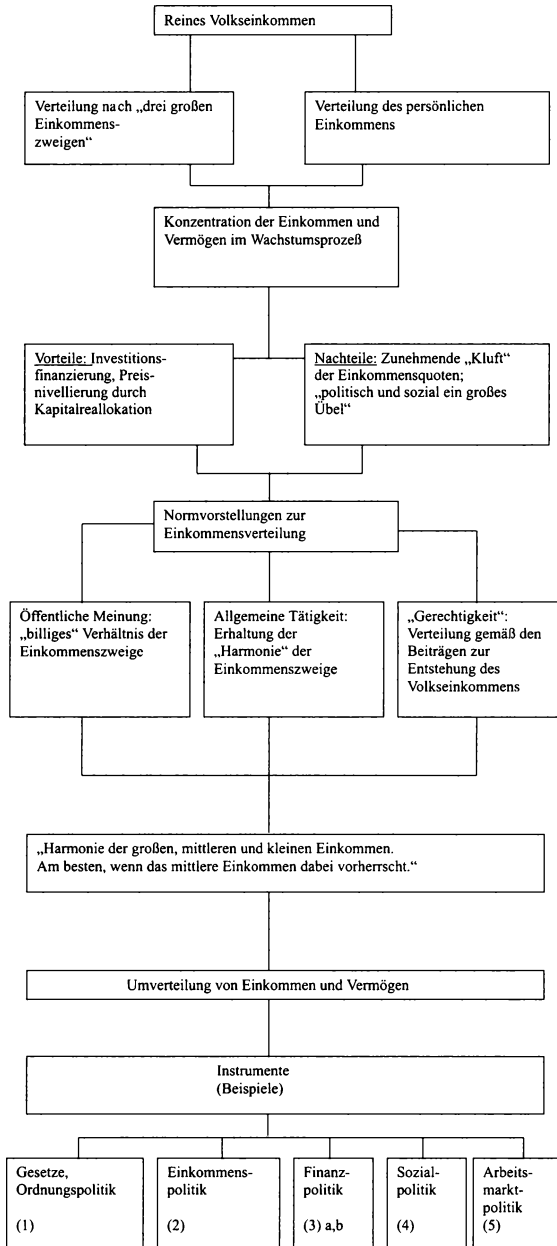 Reines Volkseinkommen
Verteilung nach „drei großen
Einkommens-
zweigen“
Verteilung des persönlichen
Einkommens
Konzentration der Einkommen und
Vermögen im Wachstumsprozeß
Vorteile: Investitions-
finanzierung, Preis-
nivellierung durch
Kapitalreallokation
Nachteile: Zunehmende „Kluft“
der Einkommensquoten;
„politisch und sozial ein großes
Übel“
Normvorstellungen zur
Einkommensverteilung
Öffentliche Meinung:
„billiges“ Verhältnis der
Einkommenszweige
Allgemeine Tätigkeit:
Erhaltung der
„Harmonie“ der
Einkommenszweige
„Gerechtigkeit“:
Verteilung gemäß den
Beiträgen zur
Entstehung des
Volkseinkommens
„Harmonie der großen, mittleren und kleinen Einkommen.
Am besten, wenn das mittlere Einkommen dabei vorherrscht.“
Umverteilung von Einkommen und Vermögen
Instrumente
(Beispiele)
Gesetze,
Ordnungspolitik
(1)
Einkommens-
politik
(2)
Finanz-
politik
(3) a,b
Sozial-
politik
(4)
Arbeits-
markt-
politik
(5)